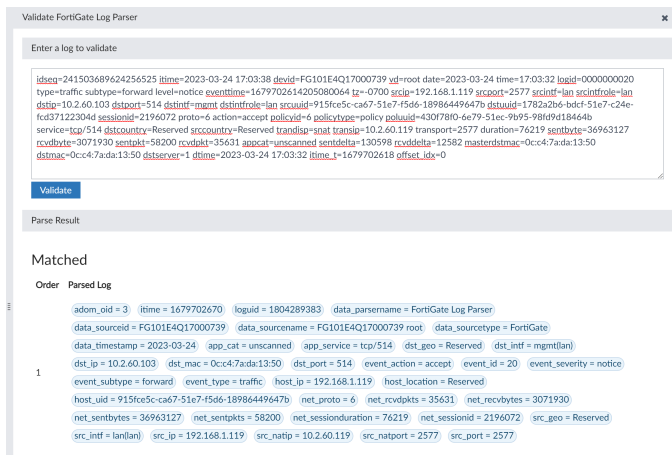 Validate FortiGate Log Parser
Enter a log to validate
idseq=241503689624256525 itime=2023-03-24 17:03:38 devid=FG101E4Q17000739 vd=root date=2023-03-24 time=17:03:32 logid=0000000020
type=traffic subtype=forward level=notice eventtime=1679702614205080064 tz=-0700 srcip=192.168.1.119 srcport=2577 srcintf=lan srcintfrole=lan
dstip=10.2.60.103 dstport=514 dstintf=mgmt dstintfrole=lan srcuuid=915fce5c-ca67-51e7-f5d6-18986449647b dstuuid=1782a2b6-bdcf-51e7-c24e-
fcd37122304d sessionid=2196072 proto=6 action=accept policyid=6 policytype=policy poluuid=430f78f0-6e79-51ec-9b95-98fd9d18464b
service=tcp/514 dstcountry=Reserved srccountry=Reserved trandisp=snat transip=10.2.60.119 transport=2577 duration=76219 sentbyte=36963127
rcvdbyte=3071930 sentpkt=58200 rcvdpkt=35631 appcat=unscanned sentdelta=130598 rcvddelta=12582 masterdstmac=0c:c4:7a:da:13:50
dstmac=0c:c4:7a:da:13:50 dstserver=1 dtime=2023-03-24 17:03:32 itime_t=1679702618 offset_idx=0
Validate
Parse Result
Matched
Order Parsed Log
1
adom_oid = 3 itime = 1679702670 loguid = 1804289383 data_parsername = FortiGate Log Parser
data_sourceid = FG101E4Q17000739 data_sourcename = FG101E4Q17000739 root data_sourcetype = FortiGate
data_timestamp = 2023-03-24 app_cat = unscanned app_service = tcp/514 dst_geo = Reserved dst_intf = mgmt(lan)
dst_ip = 10.2.60.103 dst_mac = 0c:c4:7a:da:13:50 dst_port = 514 event_action = accept event_id = 20 event_severity = notice
event_subtype = forward event_type = traffic host_ip = 192.168.1.119 host_location = Reserved
host_uid = 915fce5c-ca67-51e7-f5d6-18986449647b net_proto = 6 net_rcvdpkts = 35631 net_recvbytes = 3071930
net_sentbytes = 36963127 net_sentpkts = 58200 net_sessionduration = 76219 net_sessionid = 2196072 src_geo = Reserved
src_intf = lan(lan) src_ip = 192.168.1.119 src_natip = 10.2.60.119 src_natport = 2577 src_port = 2577